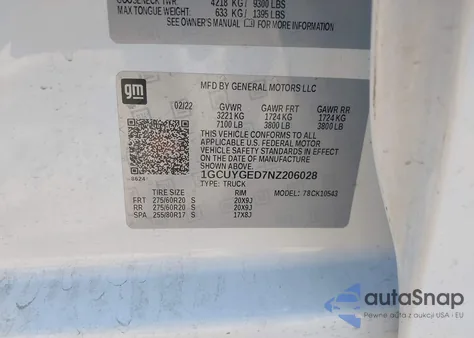 GOOSENECK TWR: 4218 KG / 9300 LBS
MAX TONGUE WEIGHT: 633 KG / 1395 LBS
SEE OWNER'S MANUAL FOR MORE INFORMATION
gm
MFD BY GENERAL MOTORS LLC
02/22 GVWR GAWR FRT GAWR RR
3221 KG 1724 KG 1724 KG
7100 LB 3800 LB 3800 LB
THIS VEHICLE CONFORMS TO ALL
APPLICABLE U.S. FEDERAL MOTOR
VEHICLE SAFETY STANDARDS IN
EFFECT ON THE DATE OF
MANUFACTURE SHOWN ABOVE.
1GCUYGED7NZ206028
0624
TYPE: TRUCK MODEL: 78CK10543
TIRE SIZE RIM
FRT 275/60R20 S 20X9J
RR 275/60R20 S 20X9J
SPA 255/80R17 S 17X8J
autoSnap
Pewne auta z aukcji USA i EU